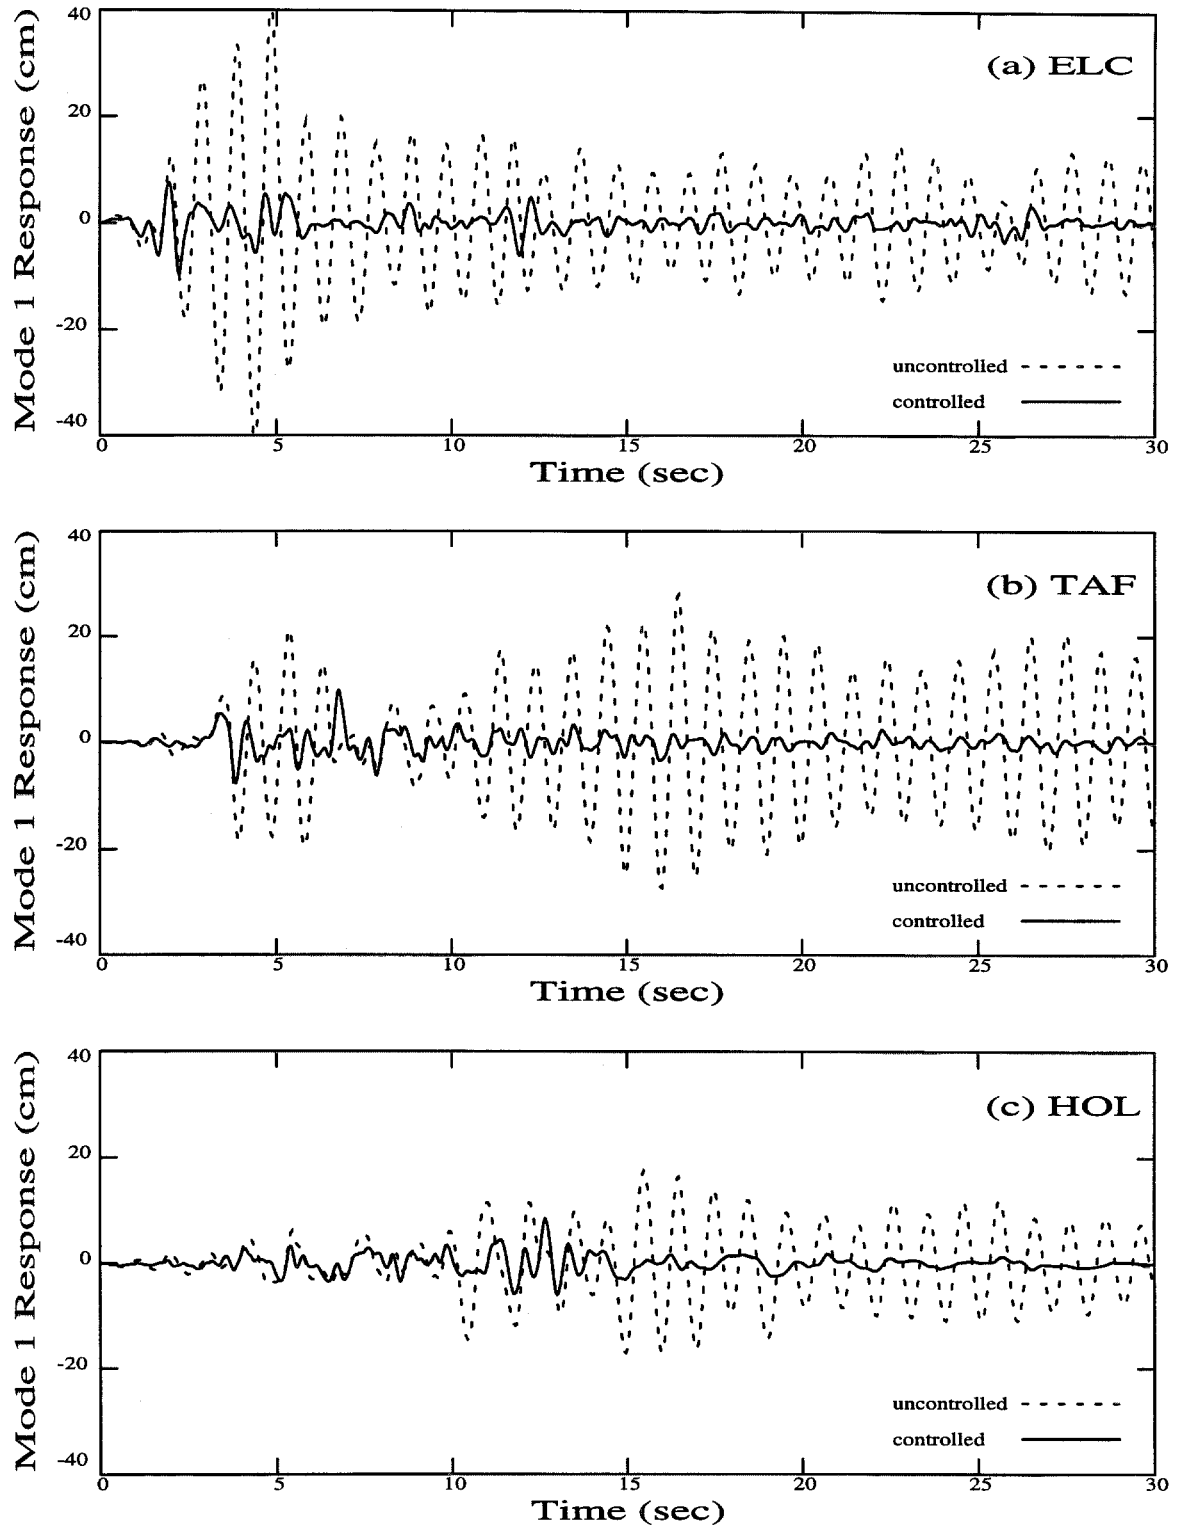 Mode 1 Response (cm)
40
20
0
-20
-40
(a) ELC
uncontrolled
controlled
0 5 10 15 20 25 30
Time (sec)
Mode 1 Response (cm)
40
20
0
-20
-40
(b) TAF
uncontrolled
controlled
0 5 10 15 20 25 30
Time (sec)
Mode 1 Response (cm)
40
20
0
-20
-40
(c) HOL
uncontrolled
controlled
0 5 10 15 20 25 30
Time (sec)